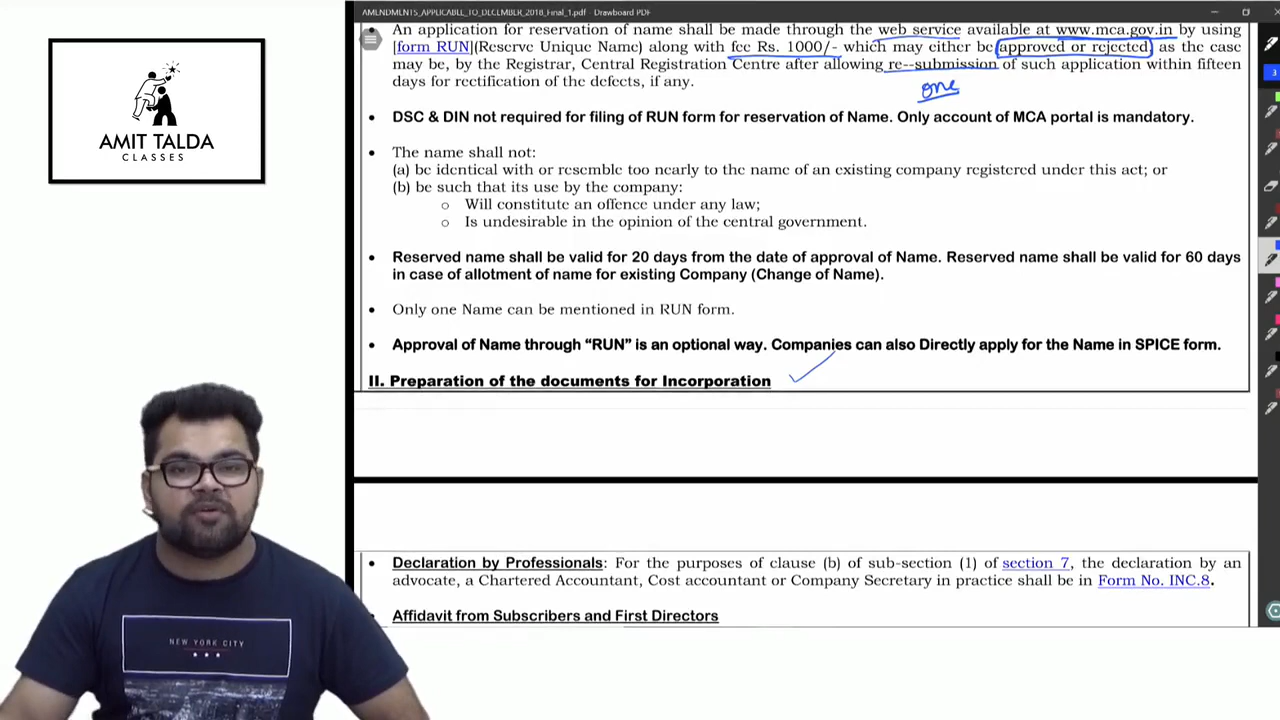 AMENDMENTS_APPLICABLE_TO_DECEMBER_2018_Final_1.pdf - Drawboard PDF
An application for reservation of name shall be made through the web service available at www.mca.gov.in by using
[form RUN](Reserve Unique Name) along with fee Rs. 1000/- which may either be approved or rejected, as the case
may be, by the Registrar, Central Registration Centre after allowing re--submission of such application within fifteen
days for rectification of the defects, if any.
one
• DSC & DIN not required for filing of RUN form for reservation of Name. Only account of MCA portal is mandatory.
• The name shall not:
(a) be identical with or resemble too nearly to the name of an existing company registered under this act; or
(b) be such that its use by the company:
o Will constitute an offence under any law;
o Is undesirable in the opinion of the central government.
• Reserved name shall be valid for 20 days from the date of approval of Name. Reserved name shall be valid for 60 days
in case of allotment of name for existing Company (Change of Name).
• Only one Name can be mentioned in RUN form.
• Approval of Name through “RUN” is an optional way. Companies can also Directly apply for the Name in SPICE form.
II. Preparation of the documents for Incorporation
• Declaration by Professionals: For the purposes of clause (b) of sub-section (1) of section 7, the declaration by an
advocate, a Chartered Accountant, Cost accountant or Company Secretary in practice shall be in Form No. INC.8.
• Affidavit from Subscribers and First Directors
3
AMIT TALDA
CLASSES
NEW YORK CITY